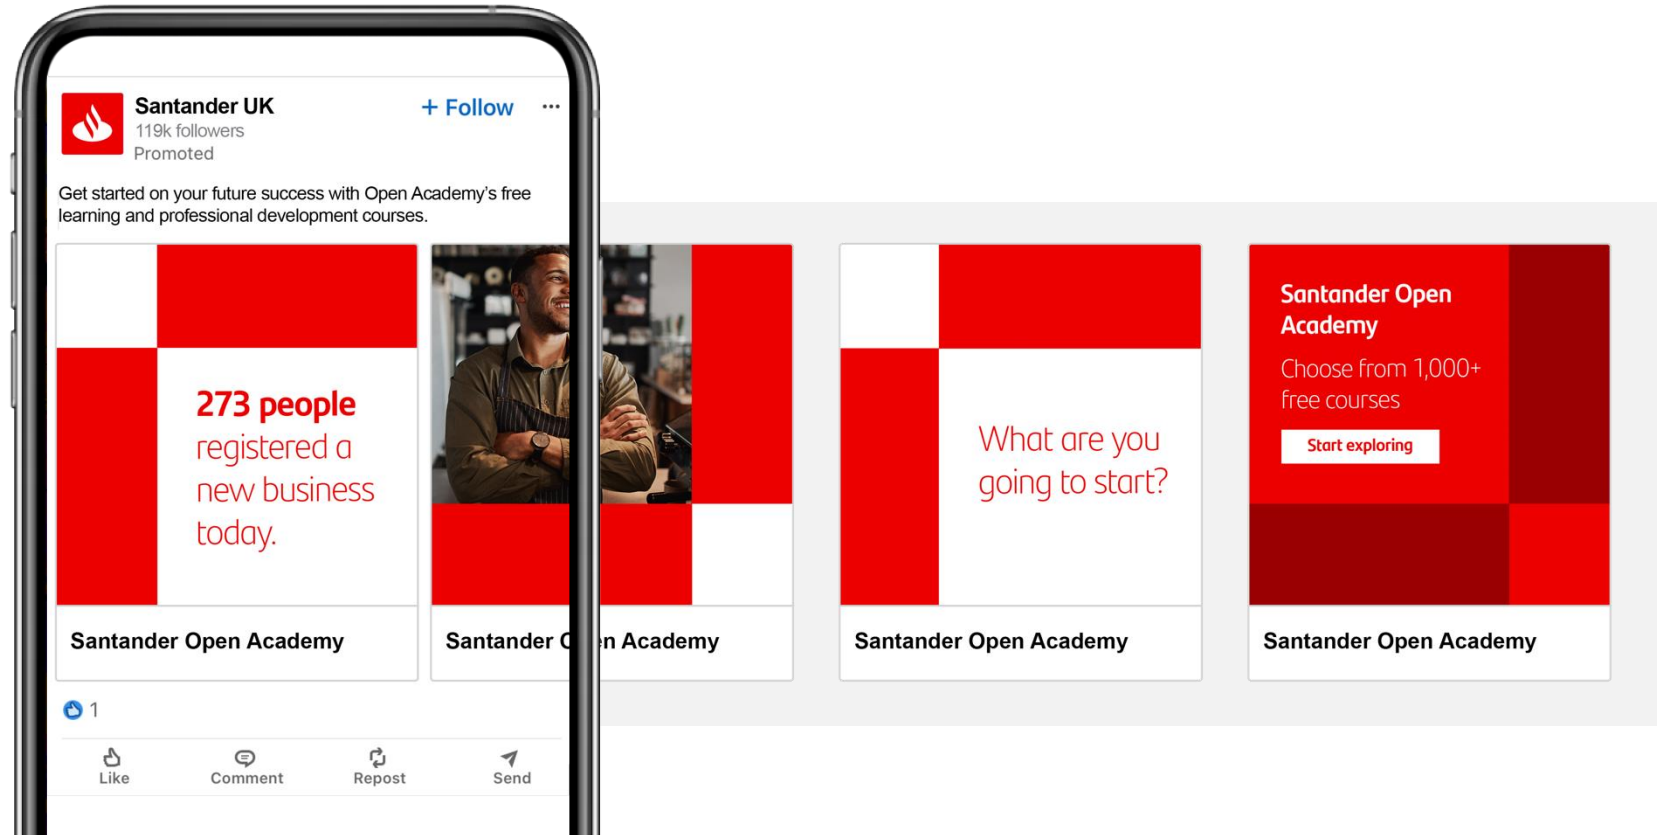 Santander UK
+ Follow
119k followers
Promoted
Get started on your future success with Open Academy's free
learning and professional development courses.
273 people
registered a
new business
today.
Santander Open Academy
Santander Open Academy
What are you
going to start?
Santander Open Academy
Santander Open
Academy
Choose from 1,000+
free courses
Start exploring
Santander Open Academy
1
Like
Comment
Repost
Send